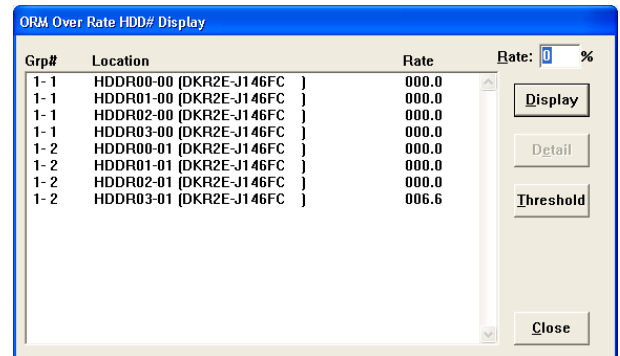 ORM Over Rate HDD# Display
Grp# Location Rate Rate: 0 %
1- 1 HDDR00-00 (DKR2E-J146FC ) 000.0
1- 1 HDDR01-00 (DKR2E-J146FC ) 000.0
1- 1 HDDR02-00 (DKR2E-J146FC ) 000.0
1- 1 HDDR03-00 (DKR2E-J146FC ) 000.0
1- 2 HDDR00-01 (DKR2E-J146FC ) 000.0
1- 2 HDDR01-01 (DKR2E-J146FC ) 000.0
1- 2 HDDR02-01 (DKR2E-J146FC ) 000.0
1- 2 HDDR03-01 (DKR2E-J146FC ) 006.6
Display
Detail
Threshold
Close